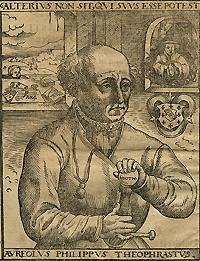 ALTERIVS NON SIT, QVI SVVS ESSE POTEST
AVREOLVS PHILIPPVS THEOPHRASTVS.